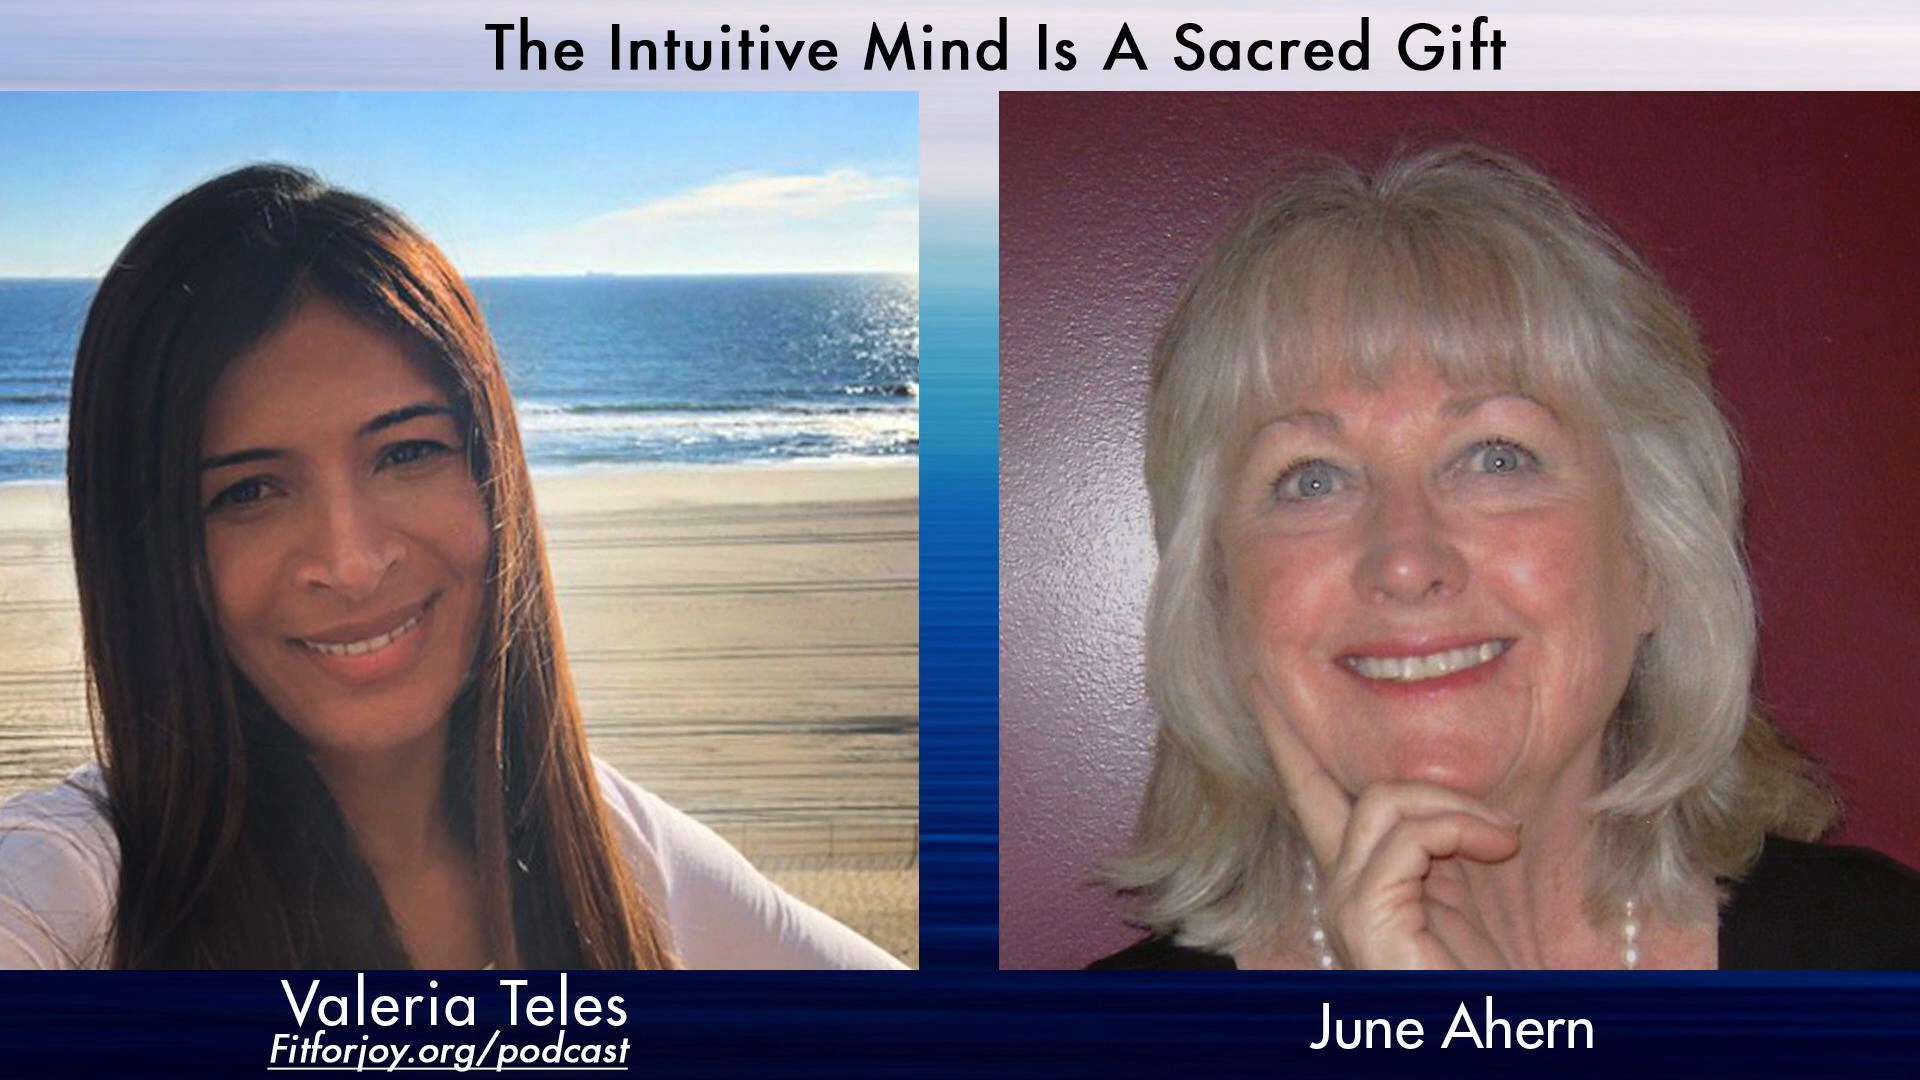 The Intuitive Mind Is A Sacred Gift
Valeria Teles
Fitforjoy.org/podcast
June Ahern